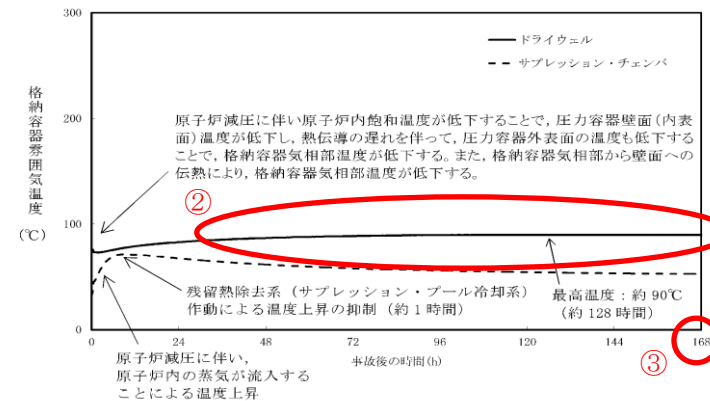 300
200
100
0
格納容器雰囲気温度
(℃)
ドライウェル
サプレッション・チェンバ
原子炉減圧に伴い原子炉内飽和温度が低下することで，圧力容器壁面（内表
面）温度が低下し，熱伝導の遅れを伴って，圧力容器外表面の温度も低下する
ことで，格納容器気相部温度が低下する。また，格納容器気相部から壁面への
伝熱により，格納容器気相部温度が低下する。
②
残留熱除去系（サプレッション・プール冷却系）
作動による温度上昇の抑制（約１時間）
最高温度：約 90℃
（約 128 時間）
0
24
48
72
96
120
144
168
事故後の時間(h)
③
原子炉減圧に伴い，
原子炉内の蒸気が流入する
ことによる温度上昇